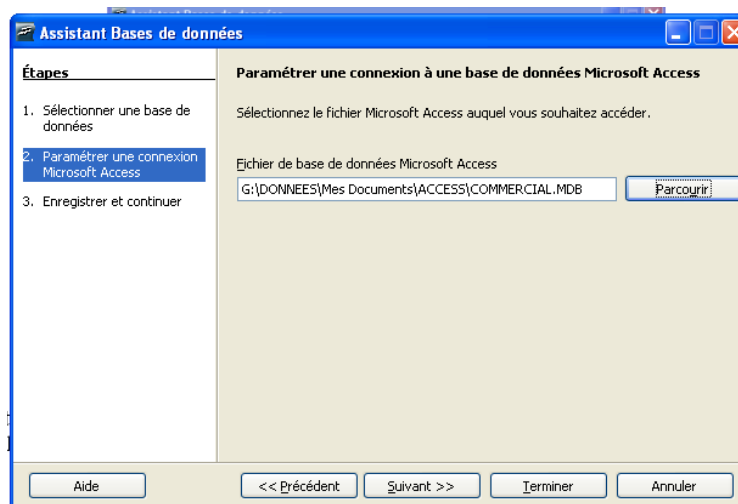 Assistant Bases de données
Étapes
1. Sélectionner une base de
données
2. Paramétrer une connexion
Microsoft Access
3. Enregistrer et continuer
Paramétrer une connexion à une base de données Microsoft Access
Sélectionnez le fichier Microsoft Access auquel vous souhaitez accéder.
Fichier de base de données Microsoft Access
G:\DONNEES\Mes Documents\ACCESS\COMMERCIAL.MDB
Parcourir
Aide
<< Précédent
Suivant >>
Terminer
Annuler